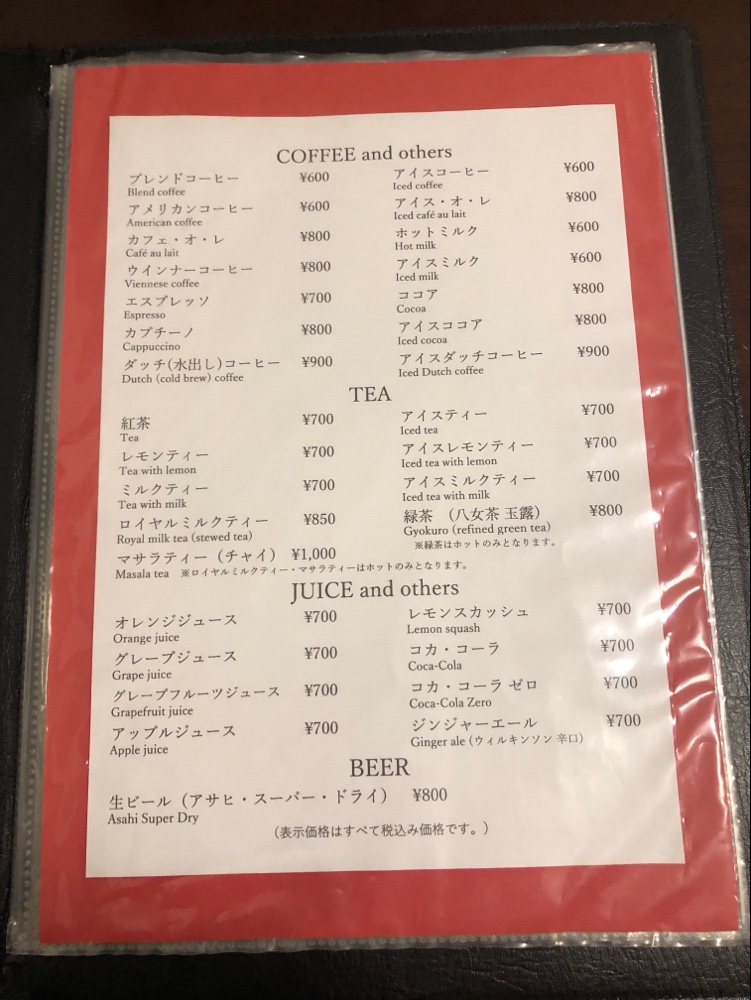 COFFEE and others
ブレンドコーヒー ¥600
Blend coffee
アメリカンコーヒー ¥600
American coffee
カフェ・オ・レ ¥800
Café au lait
ウインナーコーヒー ¥800
Viennese coffee
エスプレッソ ¥700
Espresso
カプチーノ ¥800
Cappuccino
ダッチ(水出し)コーヒー ¥900
Dutch (cold brew) coffee
アイスコーヒー ¥600
Iced coffee
アイス・オ・レ ¥800
Iced café au lait
ホットミルク ¥600
Hot milk
アイスミルク ¥600
Iced milk
ココア ¥800
Cocoa
アイスココア ¥800
Iced cocoa
アイスダッチコーヒー ¥900
Iced Dutch coffee
TEA
紅茶 ¥700
Tea
レモンティー ¥700
Tea with lemon
ミルクティー ¥700
Tea with milk
ロイヤルミルクティー ¥850
Royal milk tea (stewed tea)
マサラティー(チャイ) ¥1,000
Masala tea ※ロイヤルミルクティー・マサラティーはホットのみとなります。
アイスティー ¥700
Iced tea
アイスレモンティー ¥700
Iced tea with lemon
アイスミルクティー ¥700
Iced tea with milk
緑茶 (八女茶 玉露) ¥800
Gyokuro (refined green tea)
※緑茶はホットのみとなります。
JUICE and others
オレンジジュース ¥700
Orange juice
グレープジュース ¥700
Grape juice
グレープフルーツジュース ¥700
Grapefruit juice
アップルジュース ¥700
Apple juice
レモンスカッシュ ¥700
Lemon squash
コカ・コーラ ¥700
Coca-Cola
コカ・コーラ ゼロ ¥700
Coca-Cola Zero
ジンジャーエール ¥700
Ginger ale (ウィルキンソン 辛口)
BEER
生ビール(アサヒ・スーパー・ドライ) ¥800
Asahi Super Dry
(表示価格はすべて税込み価格です。)